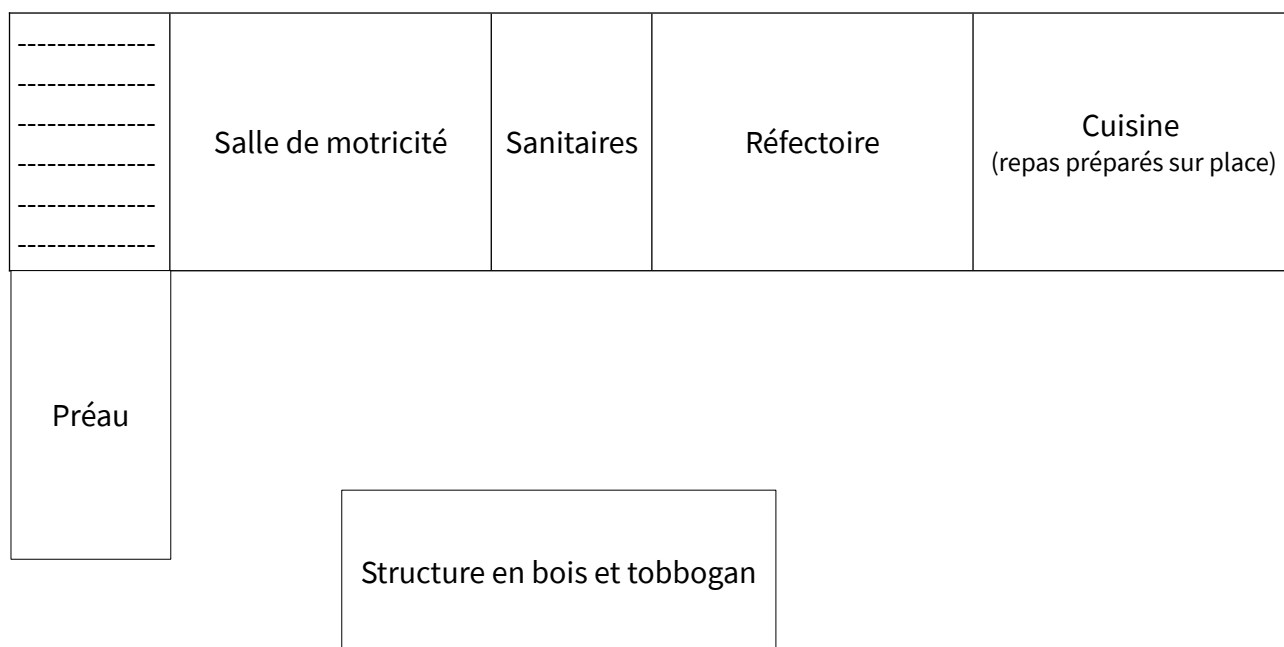 Salle de motricité
Sanitaires
Réfectoire
Cuisine
(repas préparés sur place)
Préau
Structure en bois et tobbogan